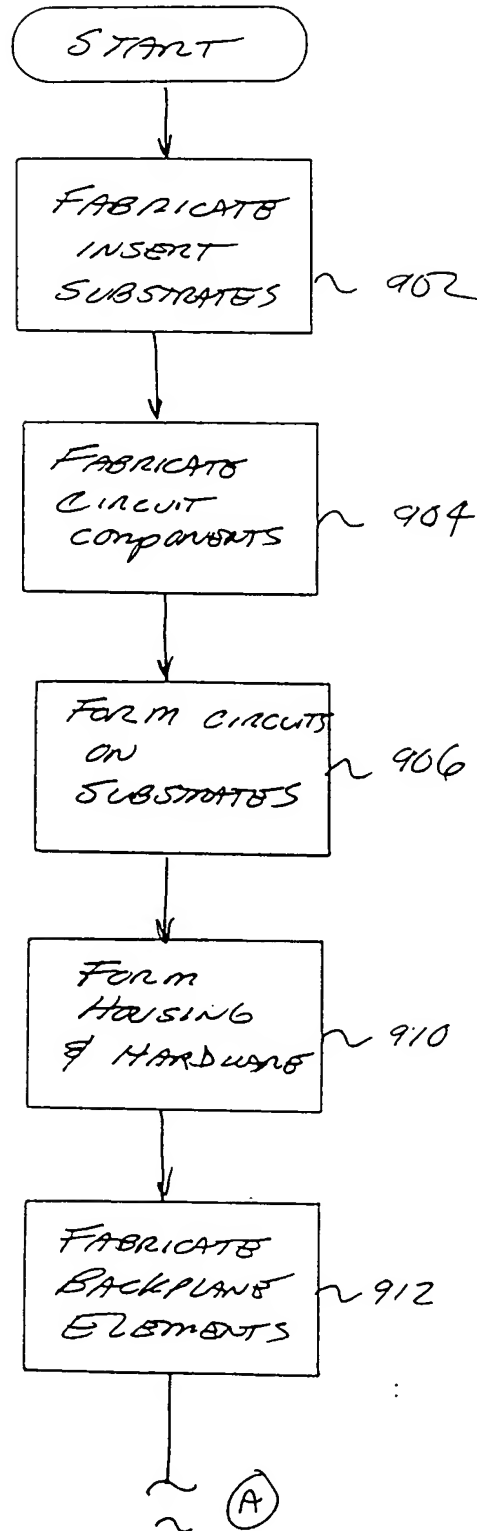 START
FABRICATE
INSERT
SUBSTRATES
902
FABRICATE
CIRCUIT
COMPONENTS
904
FORM CIRCUITS
ON
SUBSTRATES
906
FORM
HOUSING
& HARDWARE
910
FABRICATE
BACKPLANE
ELEMENTS
912
A